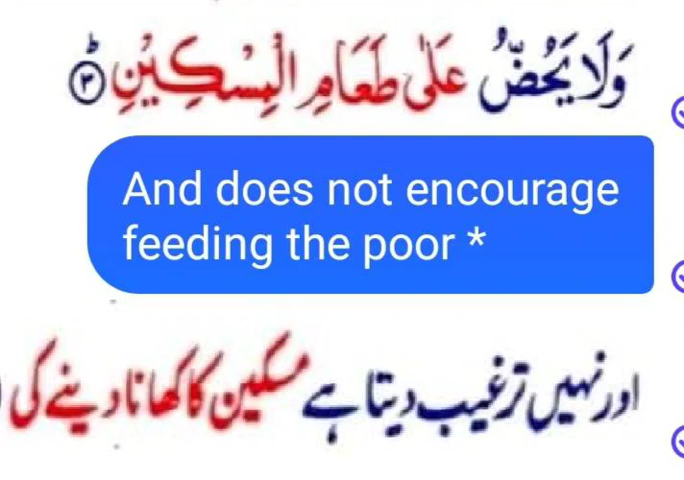 وَلَا يَحُضُّ عَلٰى طَعَامِ الْمِسْكِيْنِ ﴿۳﴾
And does not encourage
feeding the poor *
اور نہیں ترغیب دیتا ہے مسکین کا کھانا دینے کی